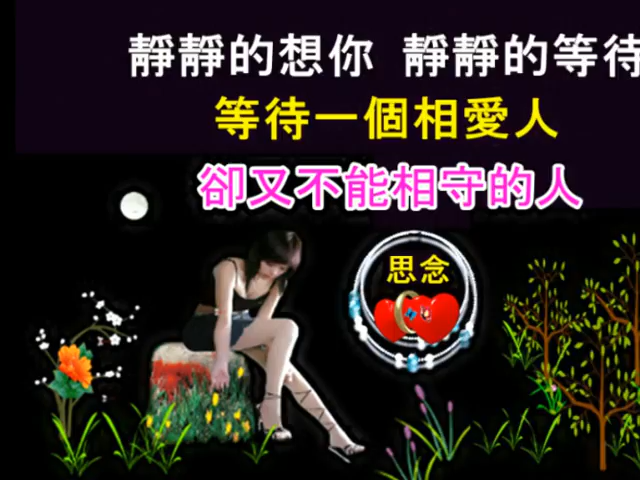 靜靜的想你 靜靜的等待
等待一個相愛人
卻又不能相守的人
思念